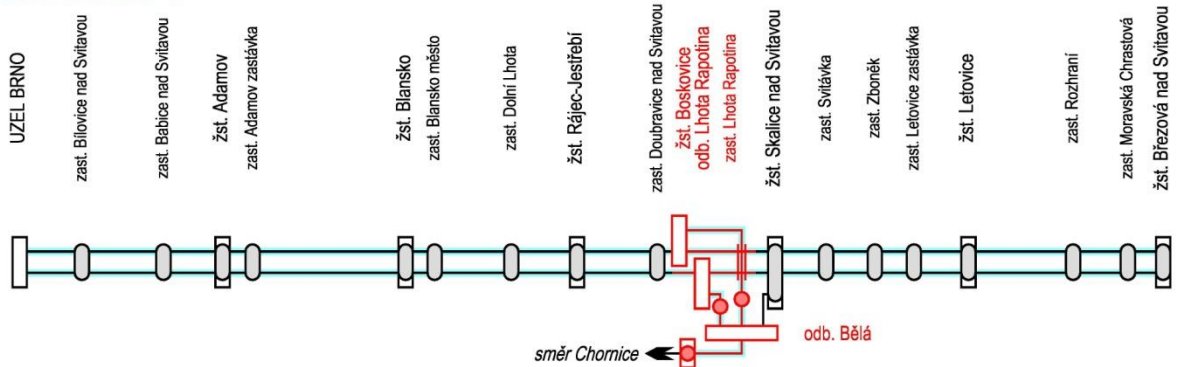 UZEL BRNO
zast. Bílovice nad Svitavou
zast. Babice nad Svitavou
žst. Adamov
zast. Adamov zastávka
žst. Blansko
zast. Blansko město
zast. Dolní Lhota
žst. Rájec-Jestřebí
zast. Doubravice nad Svitavou
žst. Boskovice
odb. Lhota Rapotina
zast. Lhota Rapotina
žst. Skalice nad Svitavou
zast. Svitávka
zast. Zboněk
zast. Letovice zastávka
žst. Letovice
zast. Rozhraní
zast. Moravská Chrastová
žst. Březová nad Svitavou
odb. Bělá
směr Chornice